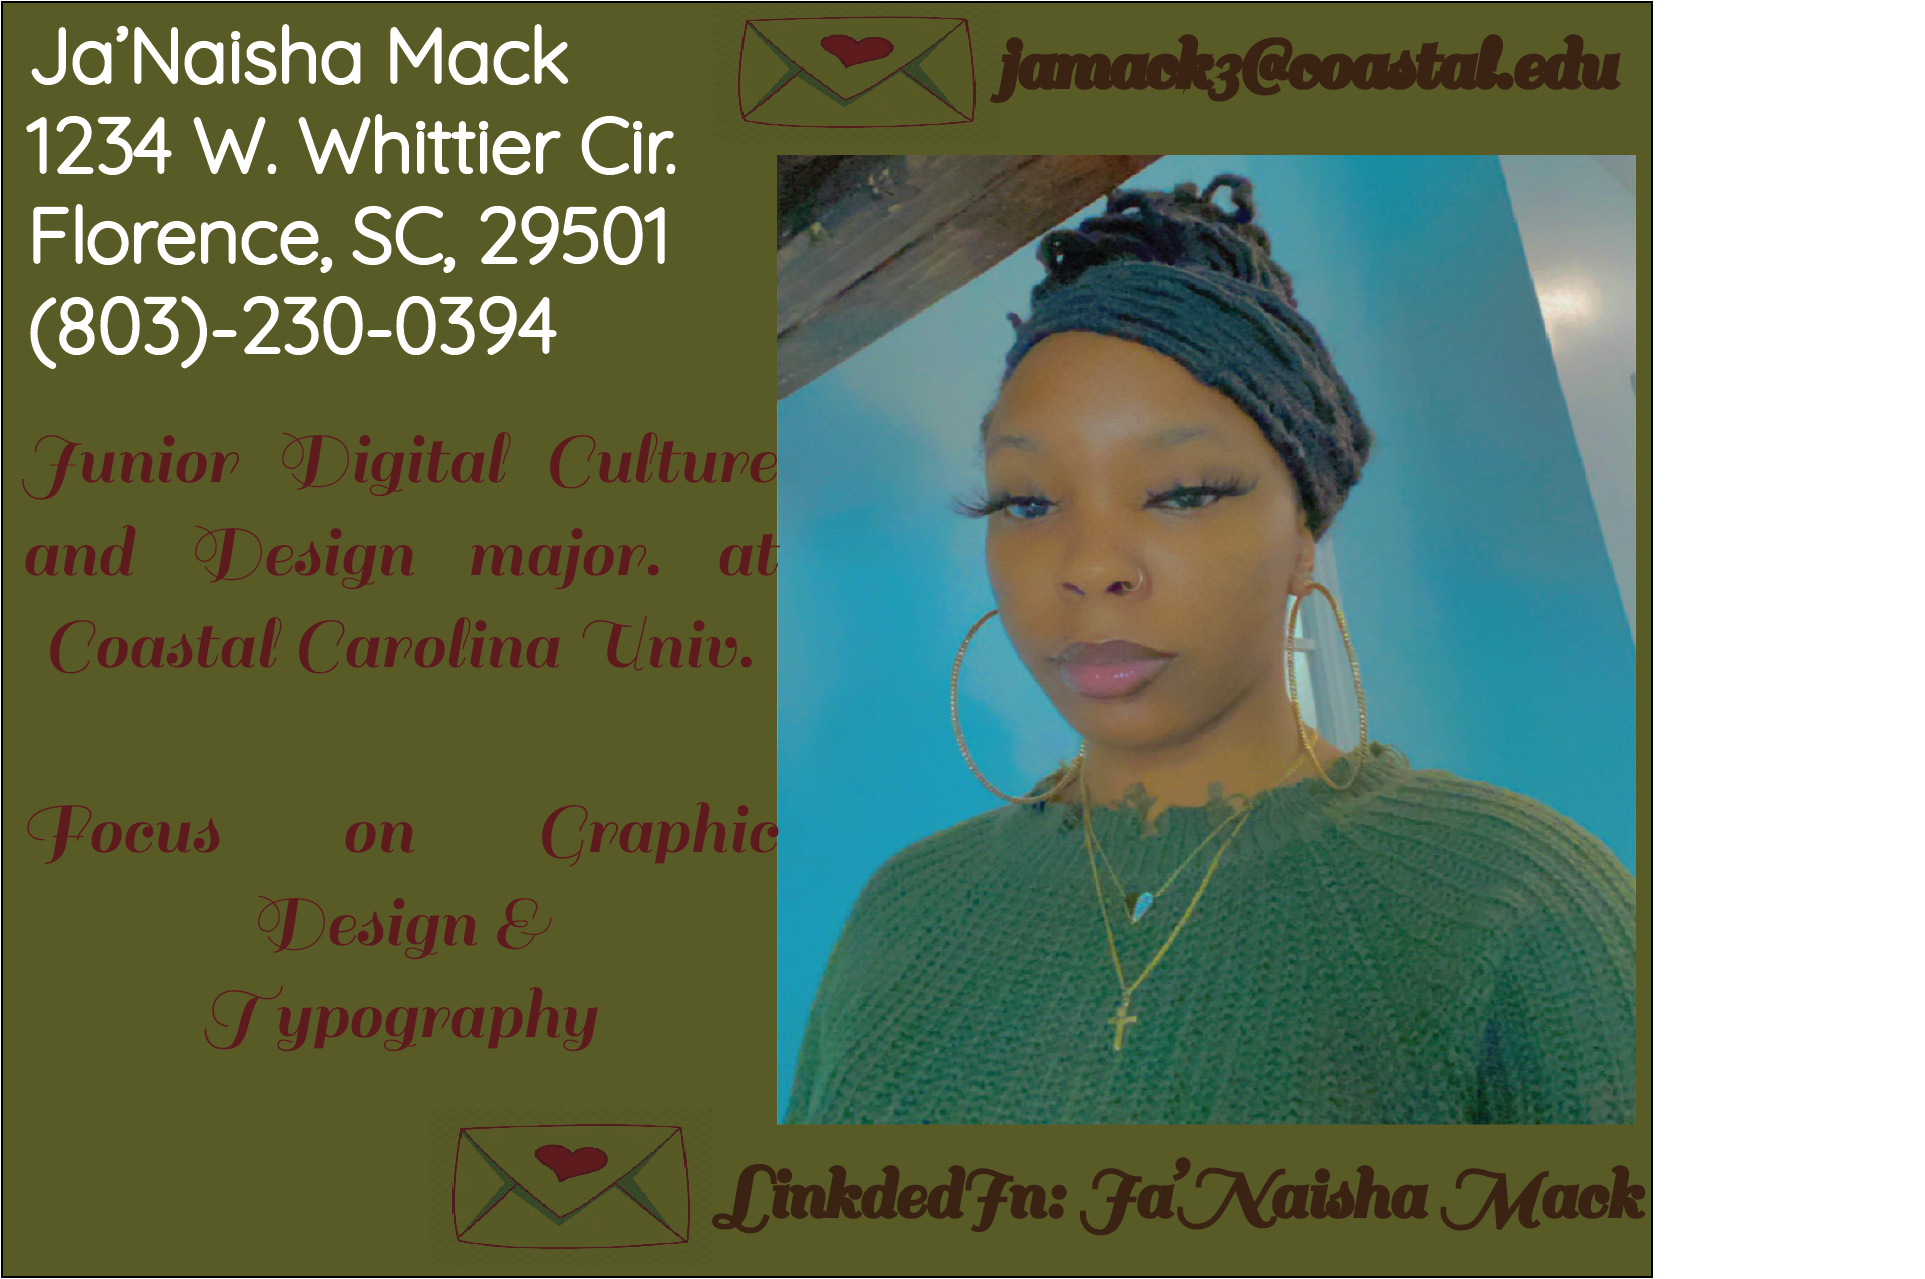 Ja’Naisha Mack
1234 W. Whittier Cir.
Florence, SC, 29501
(803)-230-0394
jamack3@coastal.edu
Junior Digital Culture
and Design major. at
Coastal Carolina Univ.
Focus on Graphic
Design &
Typography
LinkdedIn: Ja’Naisha Mack